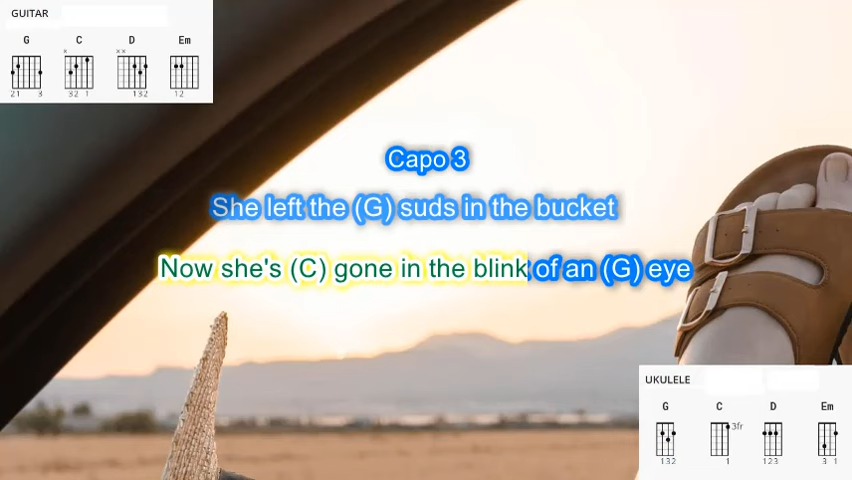 GUITAR
G C D Em
x xx
21 3 32 1 132 12
Capo 3
She left the (G) suds in the bucket
Now she's (C) gone in the blink of an (G) eye
UKULELE
G C D Em
3fr
132 1 123 3 1